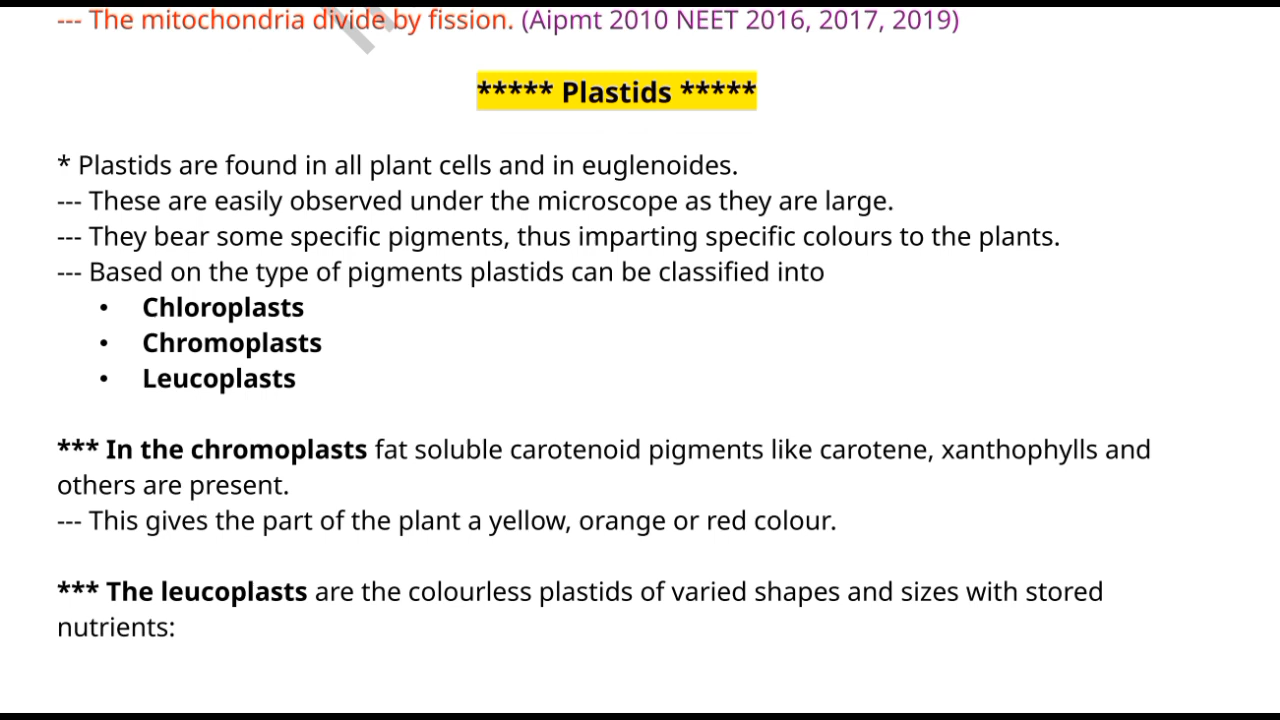 --- The mitochondria divide by fission. (Aipmt 2010 NEET 2016, 2017, 2019)
***** Plastids *****
* Plastids are found in all plant cells and in euglenoides.
--- These are easily observed under the microscope as they are large.
--- They bear some specific pigments, thus imparting specific colours to the plants.
--- Based on the type of pigments plastids can be classified into
• Chloroplasts
• Chromoplasts
• Leucoplasts
*** In the chromoplasts fat soluble carotenoid pigments like carotene, xanthophylls and
others are present.
--- This gives the part of the plant a yellow, orange or red colour.
*** The leucoplasts are the colourless plastids of varied shapes and sizes with stored
nutrients: